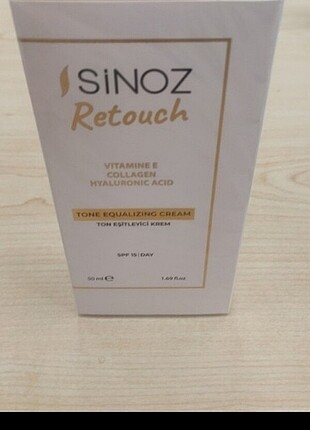 SiNOZ
Retouch
VITAMINE E
COLLAGEN
HYALURONIC ACID
TONE EQUALIZING CREAM
TON EŞİTLEYİCİ KREM
SPF 15 | DAY
50 ml e
1.69 fl.oz